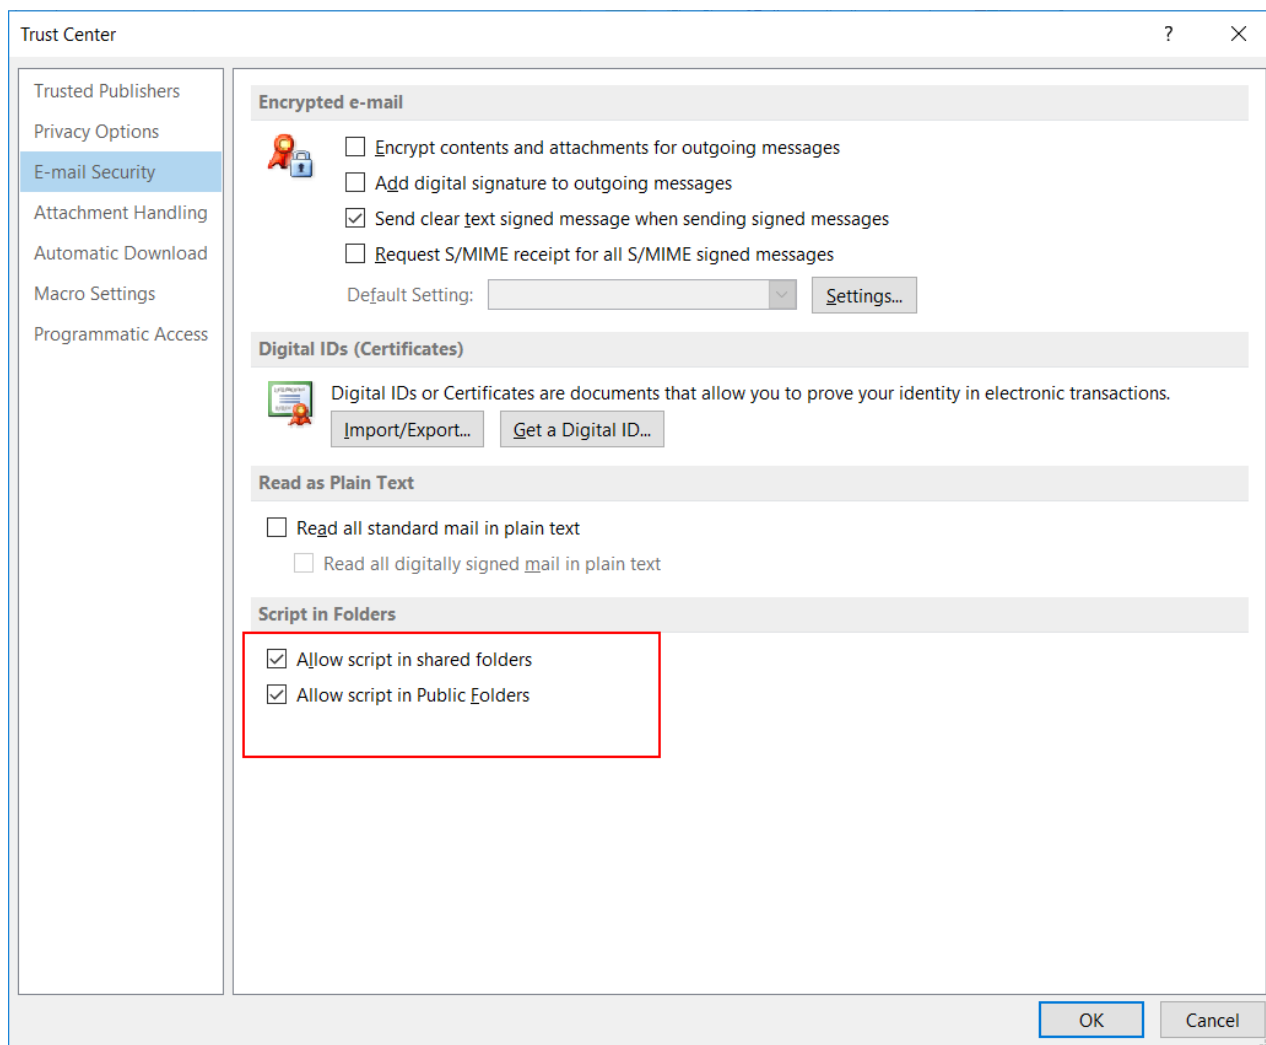 Trust Center
?
Trusted Publishers
Privacy Options
E-mail Security
Attachment Handling
Automatic Download
Macro Settings
Programmatic Access
Encrypted e-mail
Encrypt contents and attachments for outgoing messages
Add digital signature to outgoing messages
Send clear text signed message when sending signed messages
Request S/MIME receipt for all S/MIME signed messages
Default Setting:
Settings...
Digital IDs (Certificates)
Digital IDs or Certificates are documents that allow you to prove your identity in electronic transactions.
Import/Export...
Get a Digital ID...
Read as Plain Text
Read all standard mail in plain text
Read all digitally signed mail in plain text
Script in Folders
Allow script in shared folders
Allow script in Public Folders
OK
Cancel